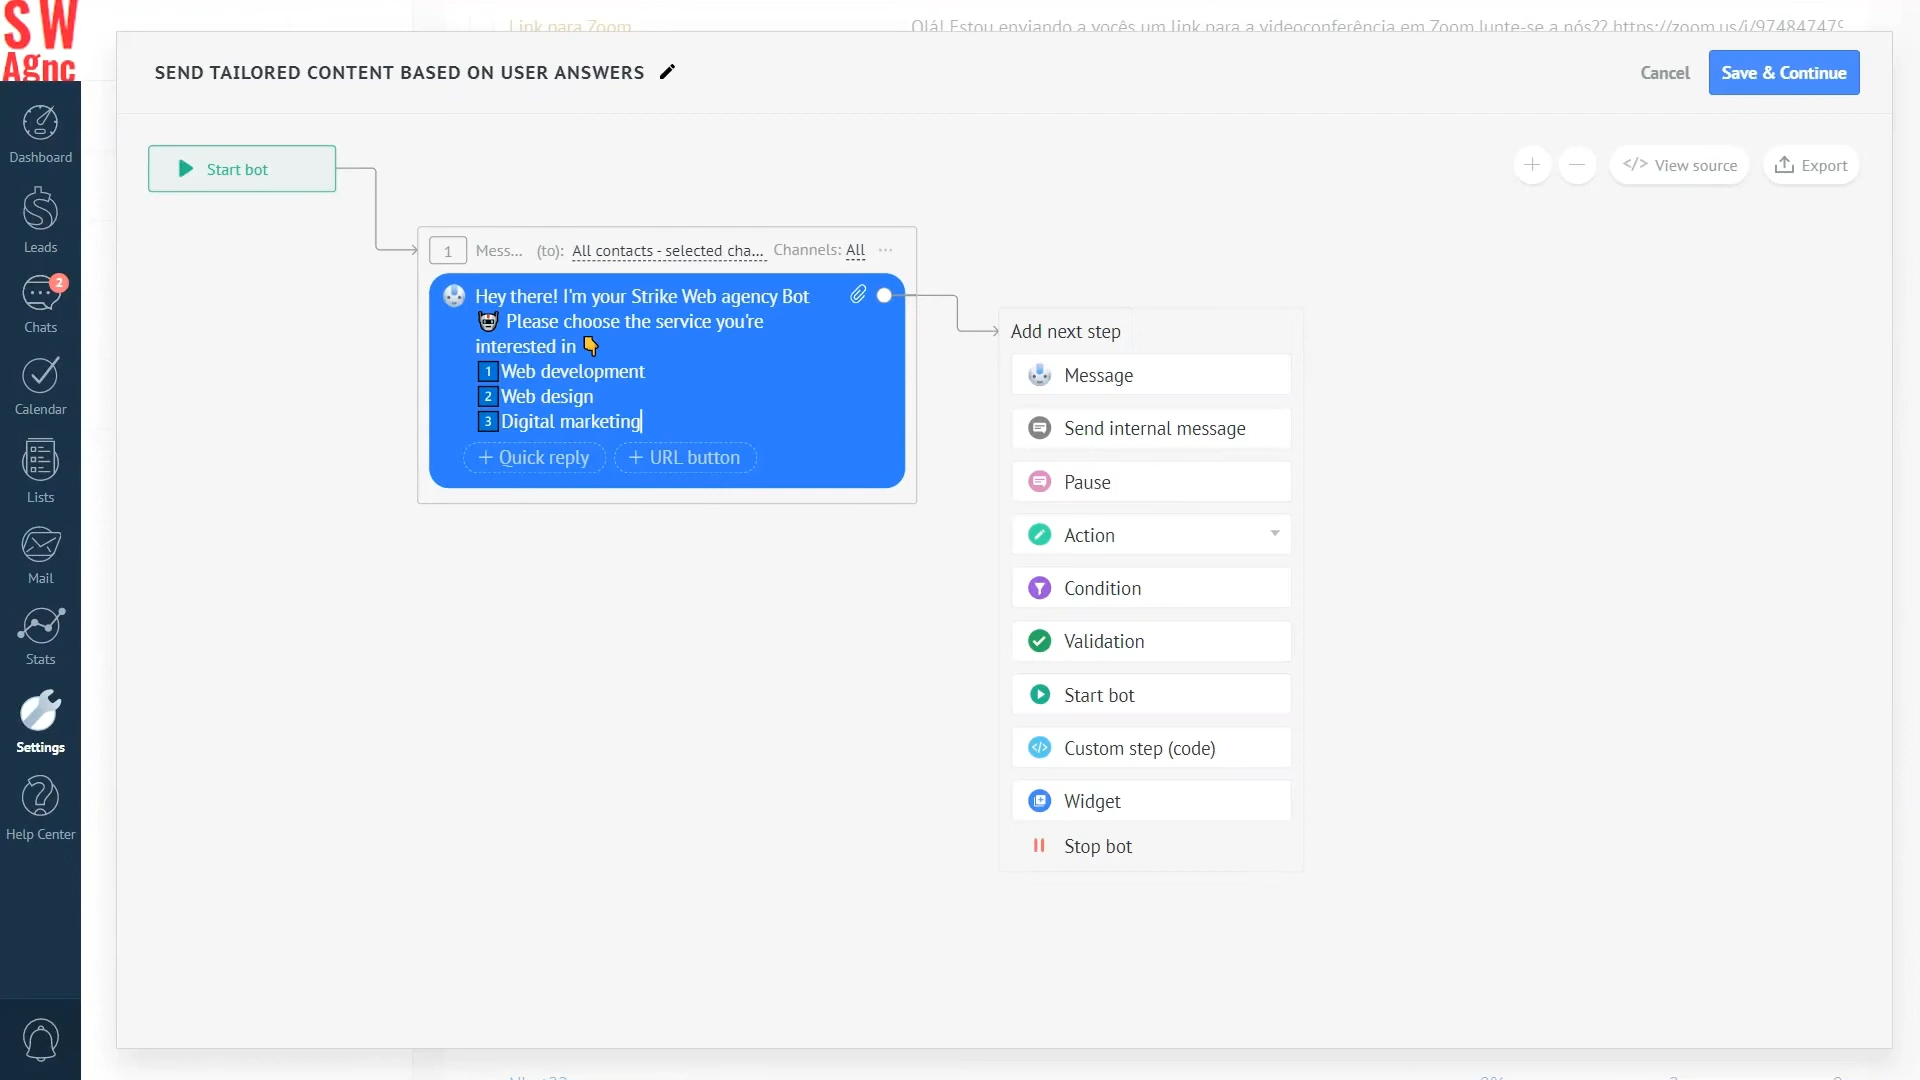 SW
Agnc
Link para Zoom
Olá! Estou enviando a vocês um link para a videoconferência em Zoom Junte-se a nós?? https://zoom.us/j/974847479
SEND TAILORED CONTENT BASED ON USER ANSWERS
Cancel
Save & Continue
Dashboard
Leads
2
Chats
Calendar
Lists
Mail
Stats
Settings
Help Center
Start bot
</> View source
Export
1 Mess... (to): All contacts - selected cha... Channels: All ...
Hey there! I'm your Strike Web agency Bot
Please choose the service you're
interested in
1 Web development
2 Web design
3 Digital marketing
+ Quick reply
+ URL button
Add next step
Message
Send internal message
Pause
Action
Condition
Validation
Start bot
Custom step (code)
Widget
Stop bot